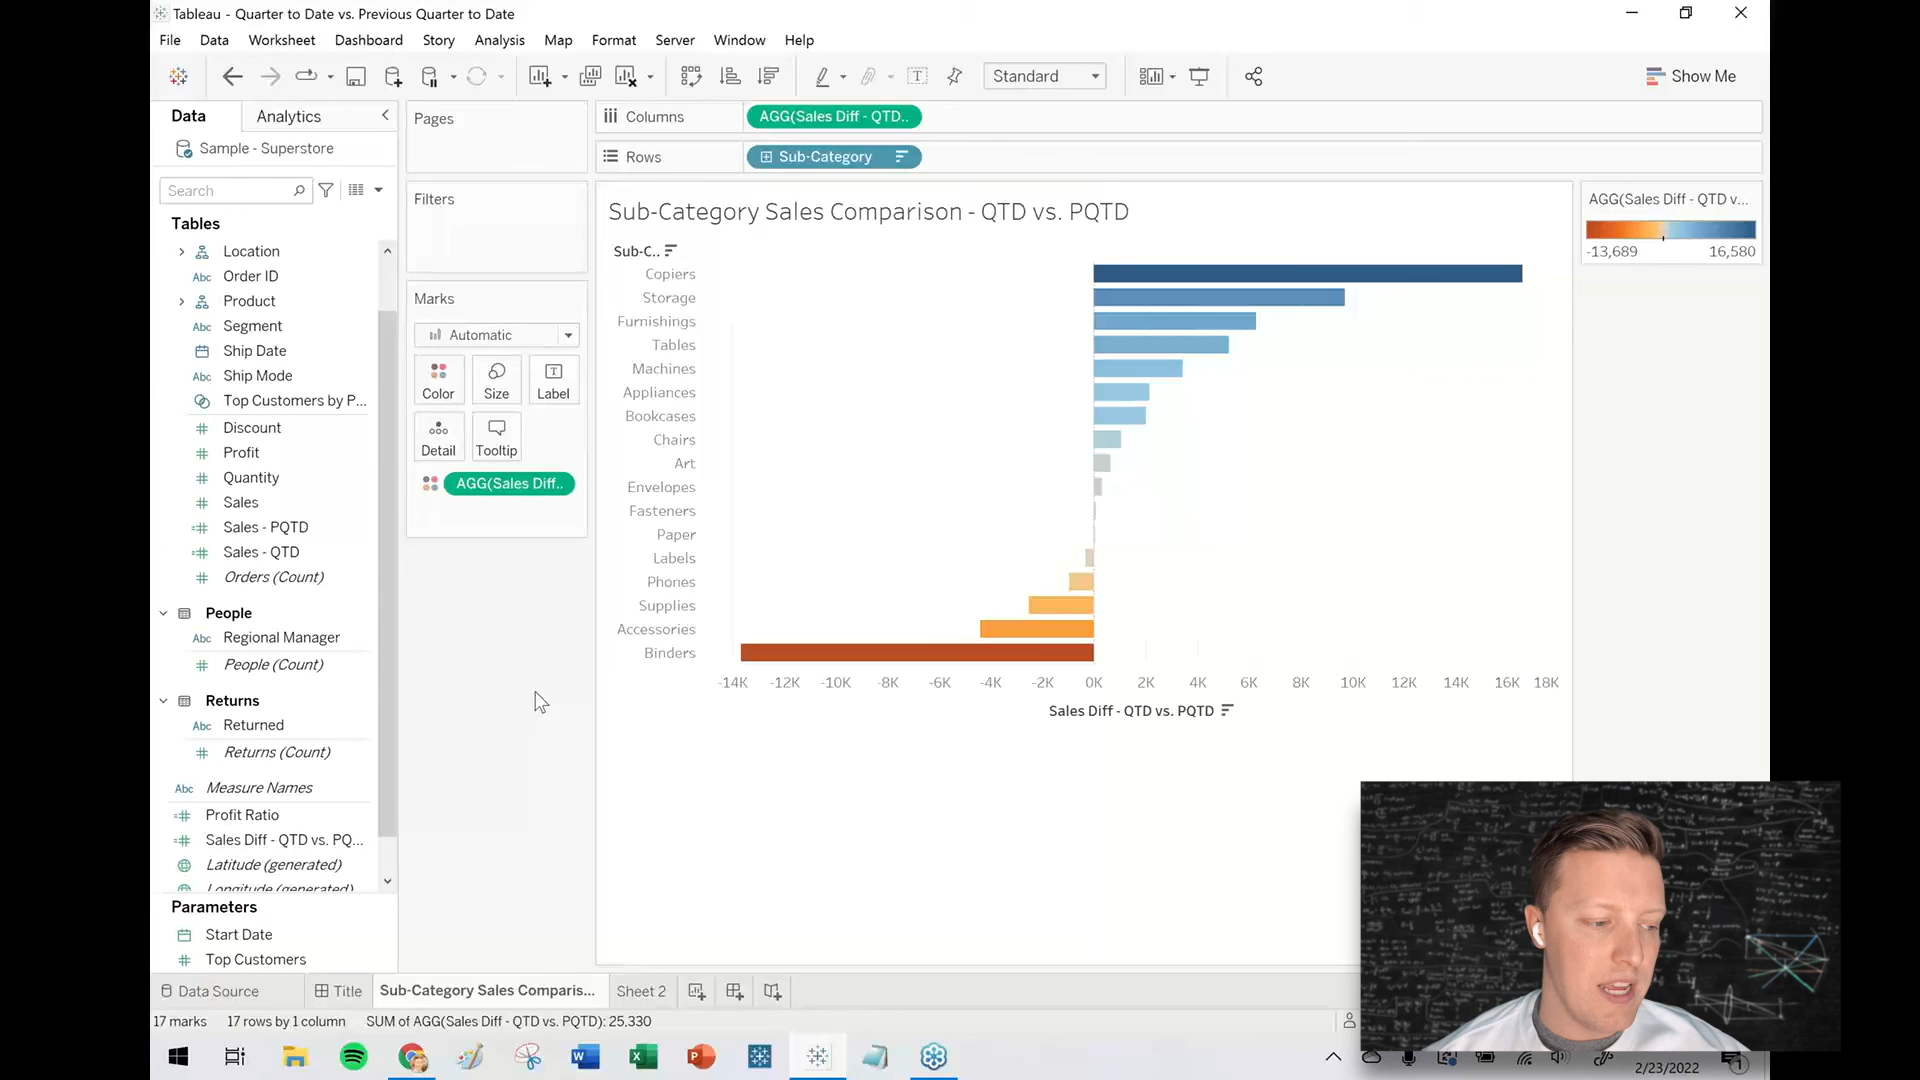 Tableau - Quarter to Date vs. Previous Quarter to Date
File Data Worksheet Dashboard Story Analysis Map Format Server Window Help
Standard
Show Me
Data
Analytics
Sample - Superstore
Search
Tables
Location
Abc Order ID
Product
Abc Segment
Ship Date
Abc Ship Mode
Top Customers by P...
Discount
Profit
Quantity
Sales
Sales - PQTD
Sales - QTD
Orders (Count)
People
Abc Regional Manager
People (Count)
Returns
Abc Returned
Returns (Count)
Abc Measure Names
Profit Ratio
Sales Diff - QTD vs. PQ...
Latitude (generated)
Longitude (generated)
Parameters
Start Date
Top Customers
Pages
Filters
Marks
Automatic
Color
Size
Label
Detail
Tooltip
AGG(Sales Diff..
Columns
AGG(Sales Diff - QTD..
Rows
Sub-Category
Sub-Category Sales Comparison - QTD vs. PQTD
Sub-C..
Copiers
Storage
Furnishings
Tables
Machines
Appliances
Bookcases
Chairs
Art
Envelopes
Fasteners
Paper
Labels
Phones
Supplies
Accessories
Binders
-14K -12K -10K -8K -6K -4K -2K 0K 2K 4K 6K 8K 10K 12K 14K 16K 18K
Sales Diff - QTD vs. PQTD
AGG(Sales Diff - QTD v...
-13,689 16,580
Data Source
Title
Sub-Category Sales Comparis...
Sheet 2
17 marks 17 rows by 1 column SUM of AGG(Sales Diff - QTD vs. PQTD): 25,330
2/23/2022